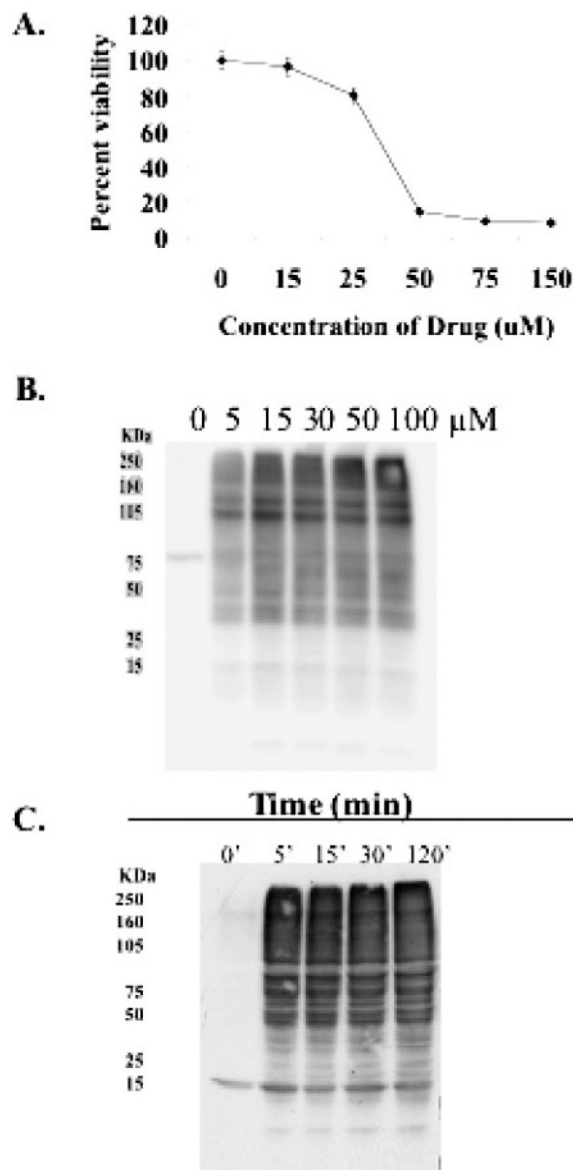 A.
Percent viability
120
100
80
60
40
20
0
0 15 25 50 75 150
Concentration of Drug (uM)
B.
0 5 15 30 50 100 µM
KDa
250
160
105
75
50
25
15
Time (min)
C.
0' 5' 15' 30' 120'
KDa
250
160
105
75
50
25
15